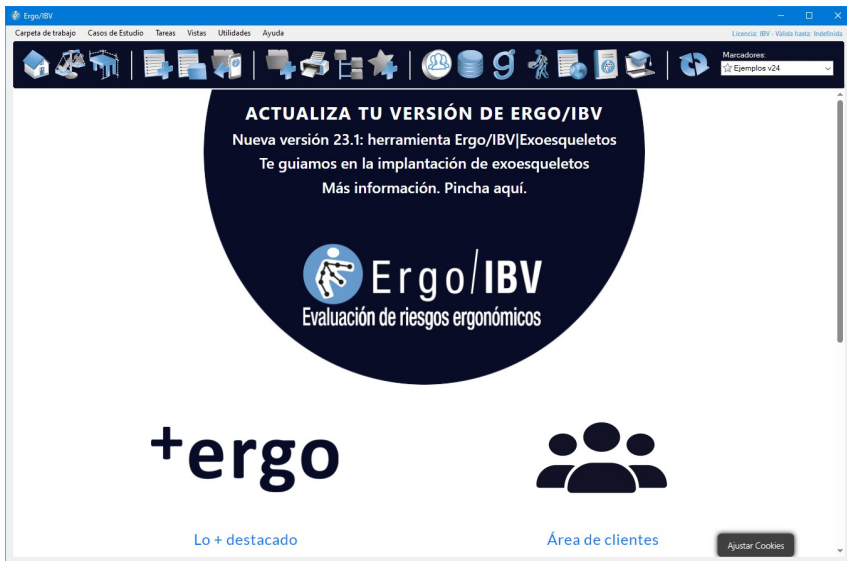 Ergo/IBV
Carpeta de trabajo Casos de Estudio Tareas Vistas Utilidades Ayuda
Licencia: IBV - Válida hasta: Indefinida
Marcadores:
Ejemplos v24
ACTUALIZA TU VERSIÓN DE ERGO/IBV
Nueva versión 23.1: herramienta Ergo/IBV|Exoesqueletos
Te guiamos en la implantación de exoesqueletos
Más información. Pincha aquí.
Ergo/IBV
Evaluación de riesgos ergonómicos
+ergo
Lo + destacado
Área de clientes
Ajustar Cookies